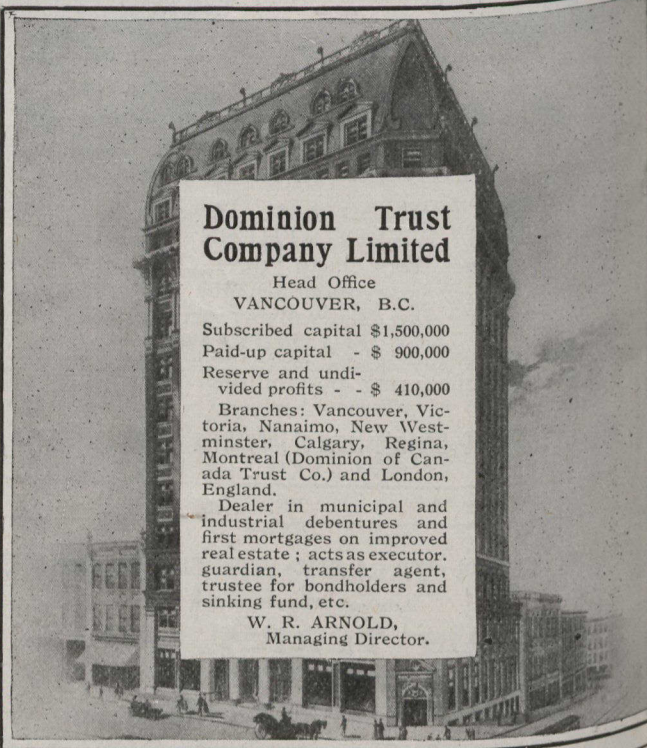 Dominion Trust
Company Limited
Head Office
VANCOUVER, B.C.
Subscribed capital $1,500,000
Paid-up capital - $ 900,000
Reserve and undi-
vided profits - - $ 410,000
Branches: Vancouver, Vic-
toria, Nanaimo, New West-
minster, Calgary, Regina,
Montreal (Dominion of Can-
ada Trust Co.) and London,
England.
Dealer in municipal and
industrial debentures and
first mortgages on improved
real estate ; acts as executor.
guardian, transfer agent,
trustee for bondholders and
sinking fund, etc.
W. R. ARNOLD,
Managing Director.